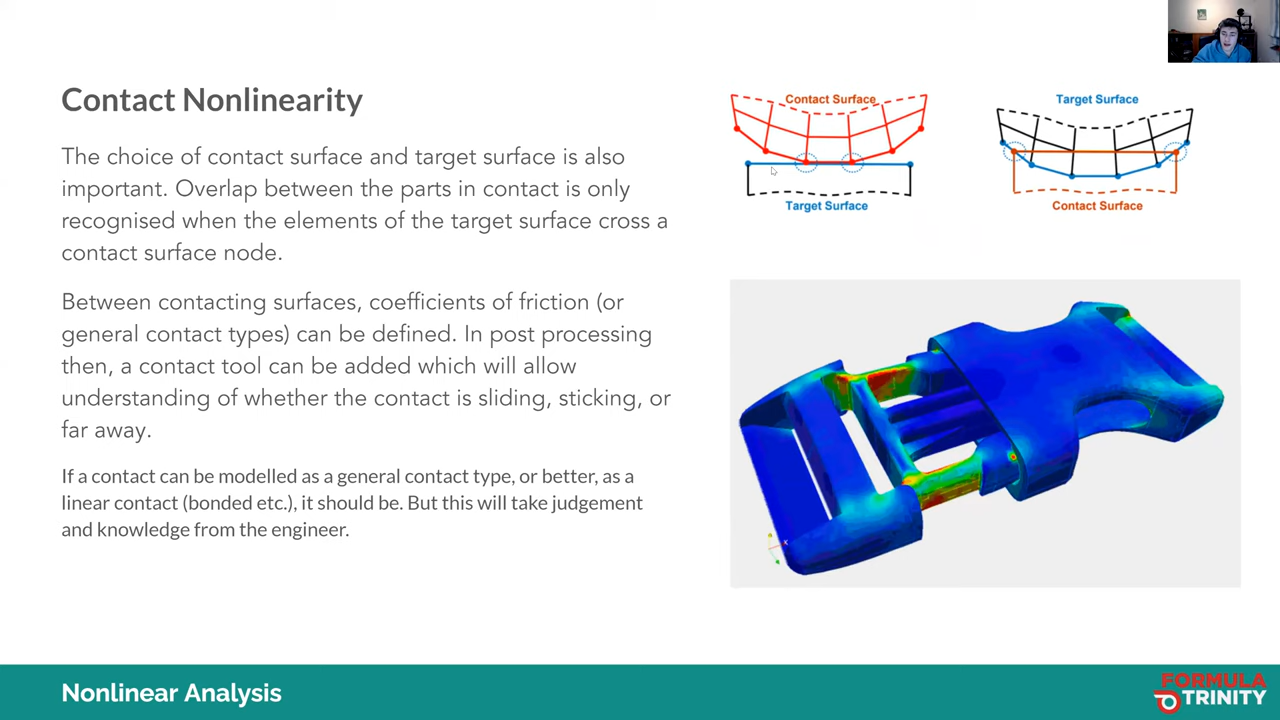 Contact Nonlinearity
The choice of contact surface and target surface is also
important. Overlap between the parts in contact is only
recognised when the elements of the target surface cross a
contact surface node.
Between contacting surfaces, coefficients of friction (or
general contact types) can be defined. In post processing
then, a contact tool can be added which will allow
understanding of whether the contact is sliding, sticking, or
far away.
If a contact can be modelled as a general contact type, or better, as a
linear contact (bonded etc.), it should be. But this will take judgement
and knowledge from the engineer.
Contact Surface
Target Surface
Target Surface
Contact Surface
X
Nonlinear Analysis
FORMULA
TRINITY